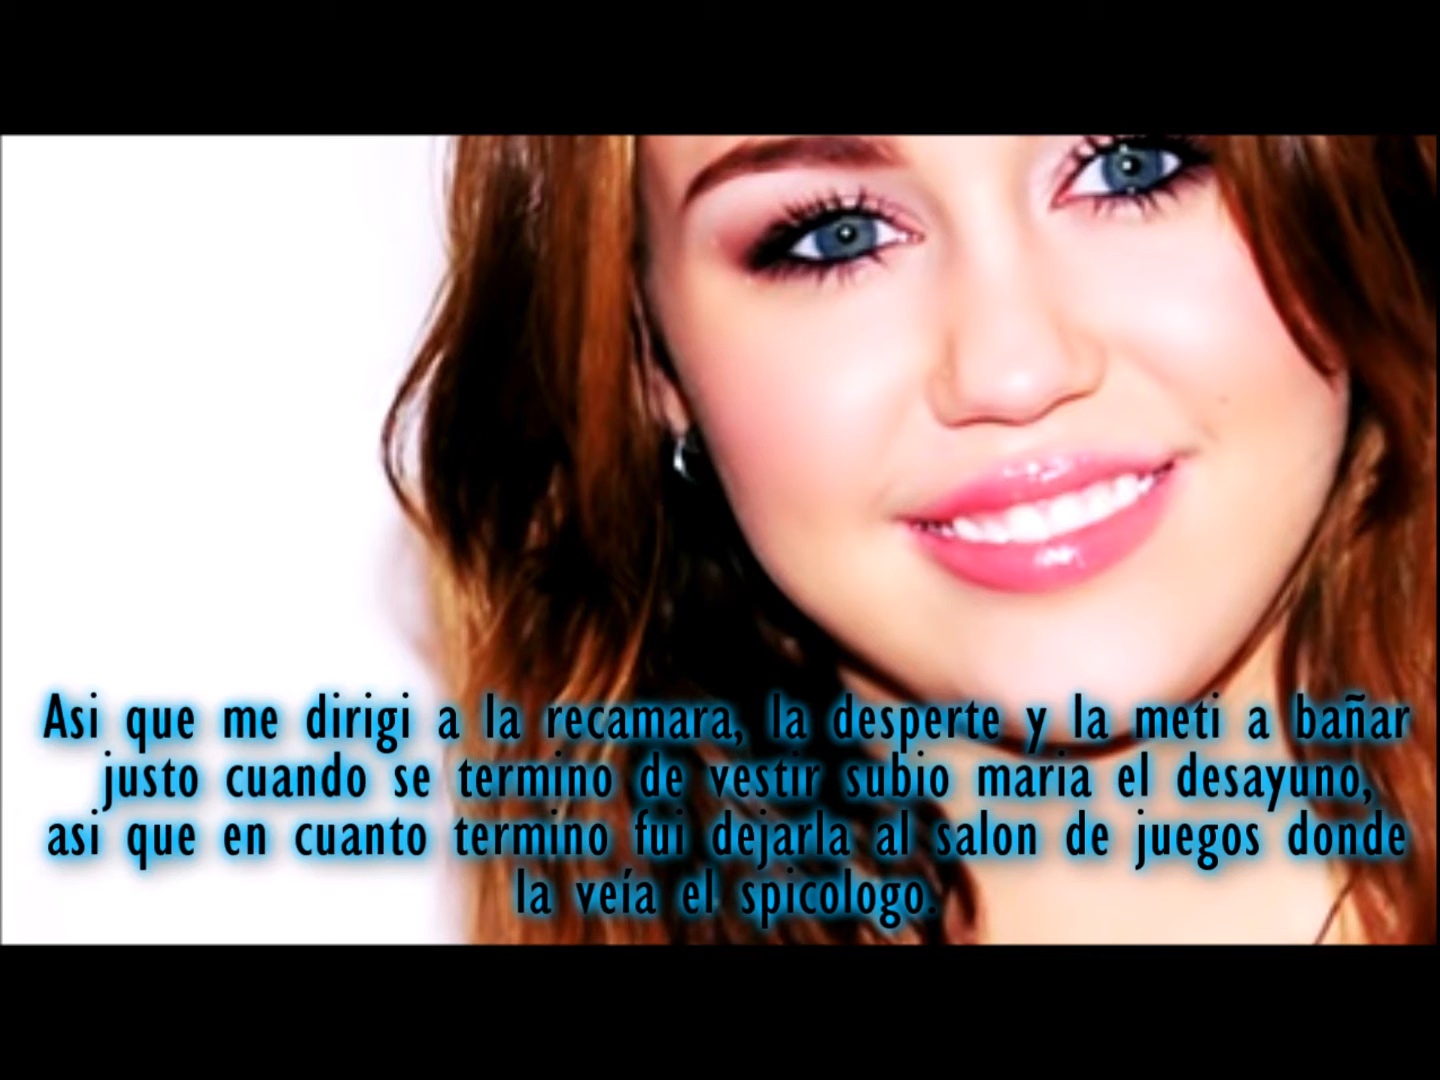 Asi que me dirigi a la recamara, la desperte y la meti a bañar
justo cuando se termino de vestir subio maria el desayuno,
asi que en cuanto termino fui dejarla al salon de juegos donde
la veía el spicologo.